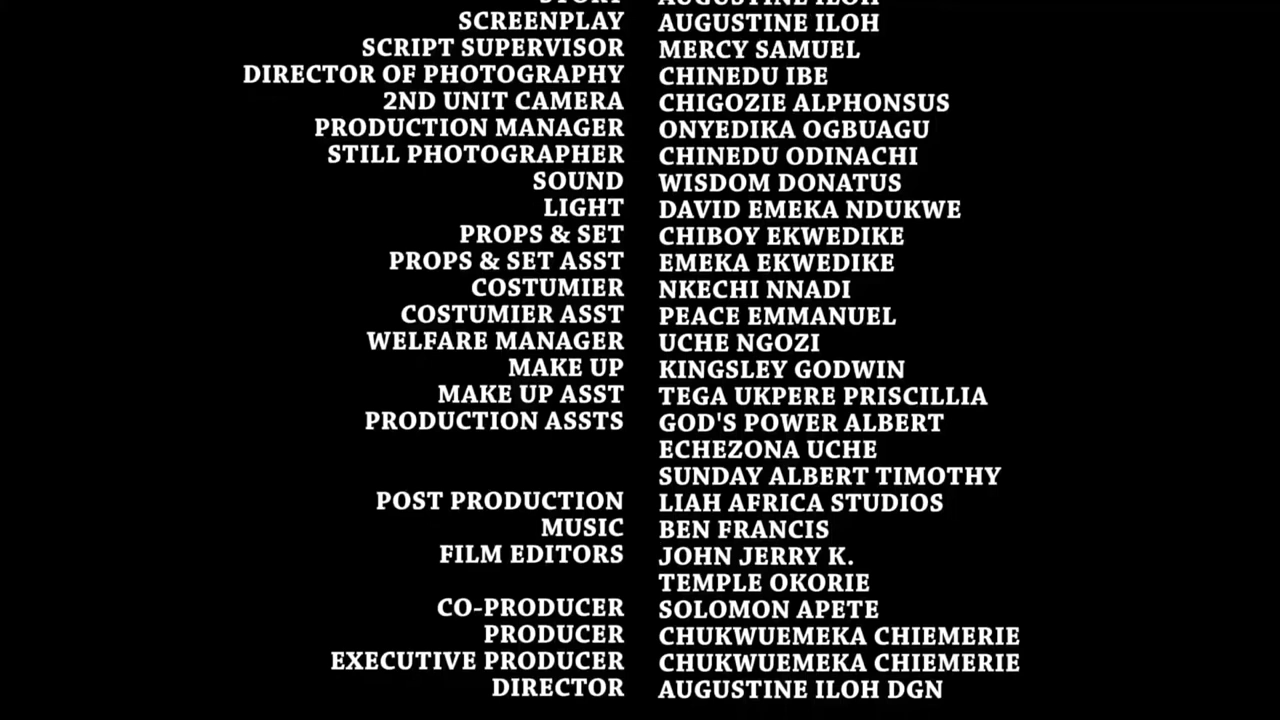 STORY AUGUSTINE ILOH
SCREENPLAY AUGUSTINE ILOH
SCRIPT SUPERVISOR MERCY SAMUEL
DIRECTOR OF PHOTOGRAPHY CHINEDU IBE
2ND UNIT CAMERA CHIGOZIE ALPHONSUS
PRODUCTION MANAGER ONYEDIKA OGBUAGU
STILL PHOTOGRAPHER CHINEDU ODINACHI
SOUND WISDOM DONATUS
LIGHT DAVID EMEKA NDUKWE
PROPS & SET CHIBOY EKWEDIKE
PROPS & SET ASST EMEKA EKWEDIKE
COSTUMIER NKECHI NNADI
COSTUMIER ASST PEACE EMMANUEL
WELFARE MANAGER UCHE NGOZI
MAKE UP KINGSLEY GODWIN
MAKE UP ASST TEGA UKPERE PRISCILLIA
PRODUCTION ASSTS GOD'S POWER ALBERT
ECHEZONA UCHE
SUNDAY ALBERT TIMOTHY
POST PRODUCTION LIAH AFRICA STUDIOS
MUSIC BEN FRANCIS
FILM EDITORS JOHN JERRY K.
TEMPLE OKORIE
CO-PRODUCER SOLOMON APETE
PRODUCER CHUKWUEMEKA CHIEMERIE
EXECUTIVE PRODUCER CHUKWUEMEKA CHIEMERIE
DIRECTOR AUGUSTINE ILOH DGN